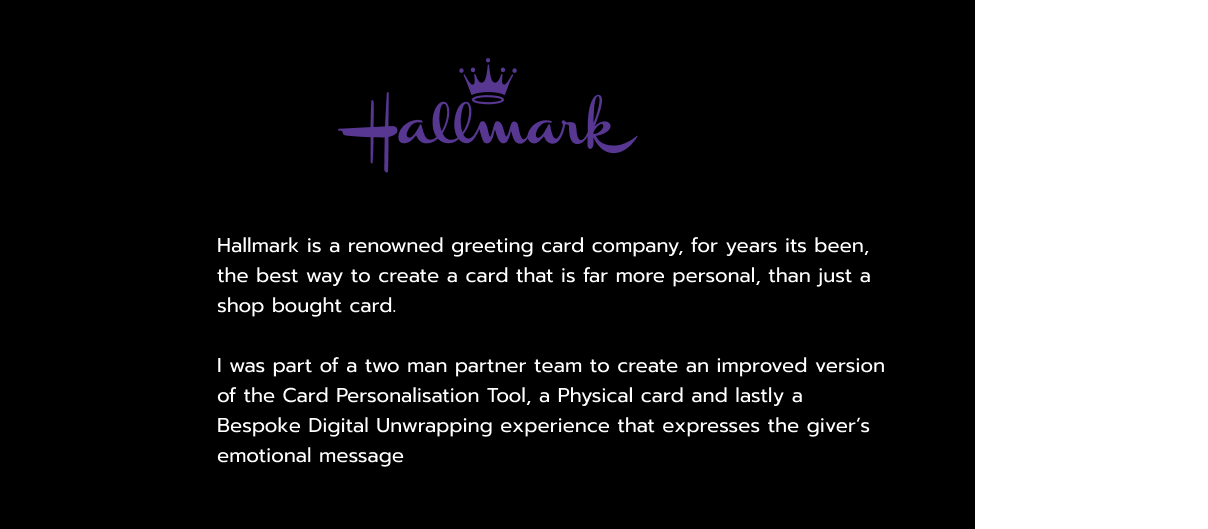 Hallmark
Hallmark is a renowned greeting card company, for years its been,
the best way to create a card that is far more personal, than just a
shop bought card.
I was part of a two man partner team to create an improved version
of the Card Personalisation Tool, a Physical card and lastly a
Bespoke Digital Unwrapping experience that expresses the giver’s
emotional message